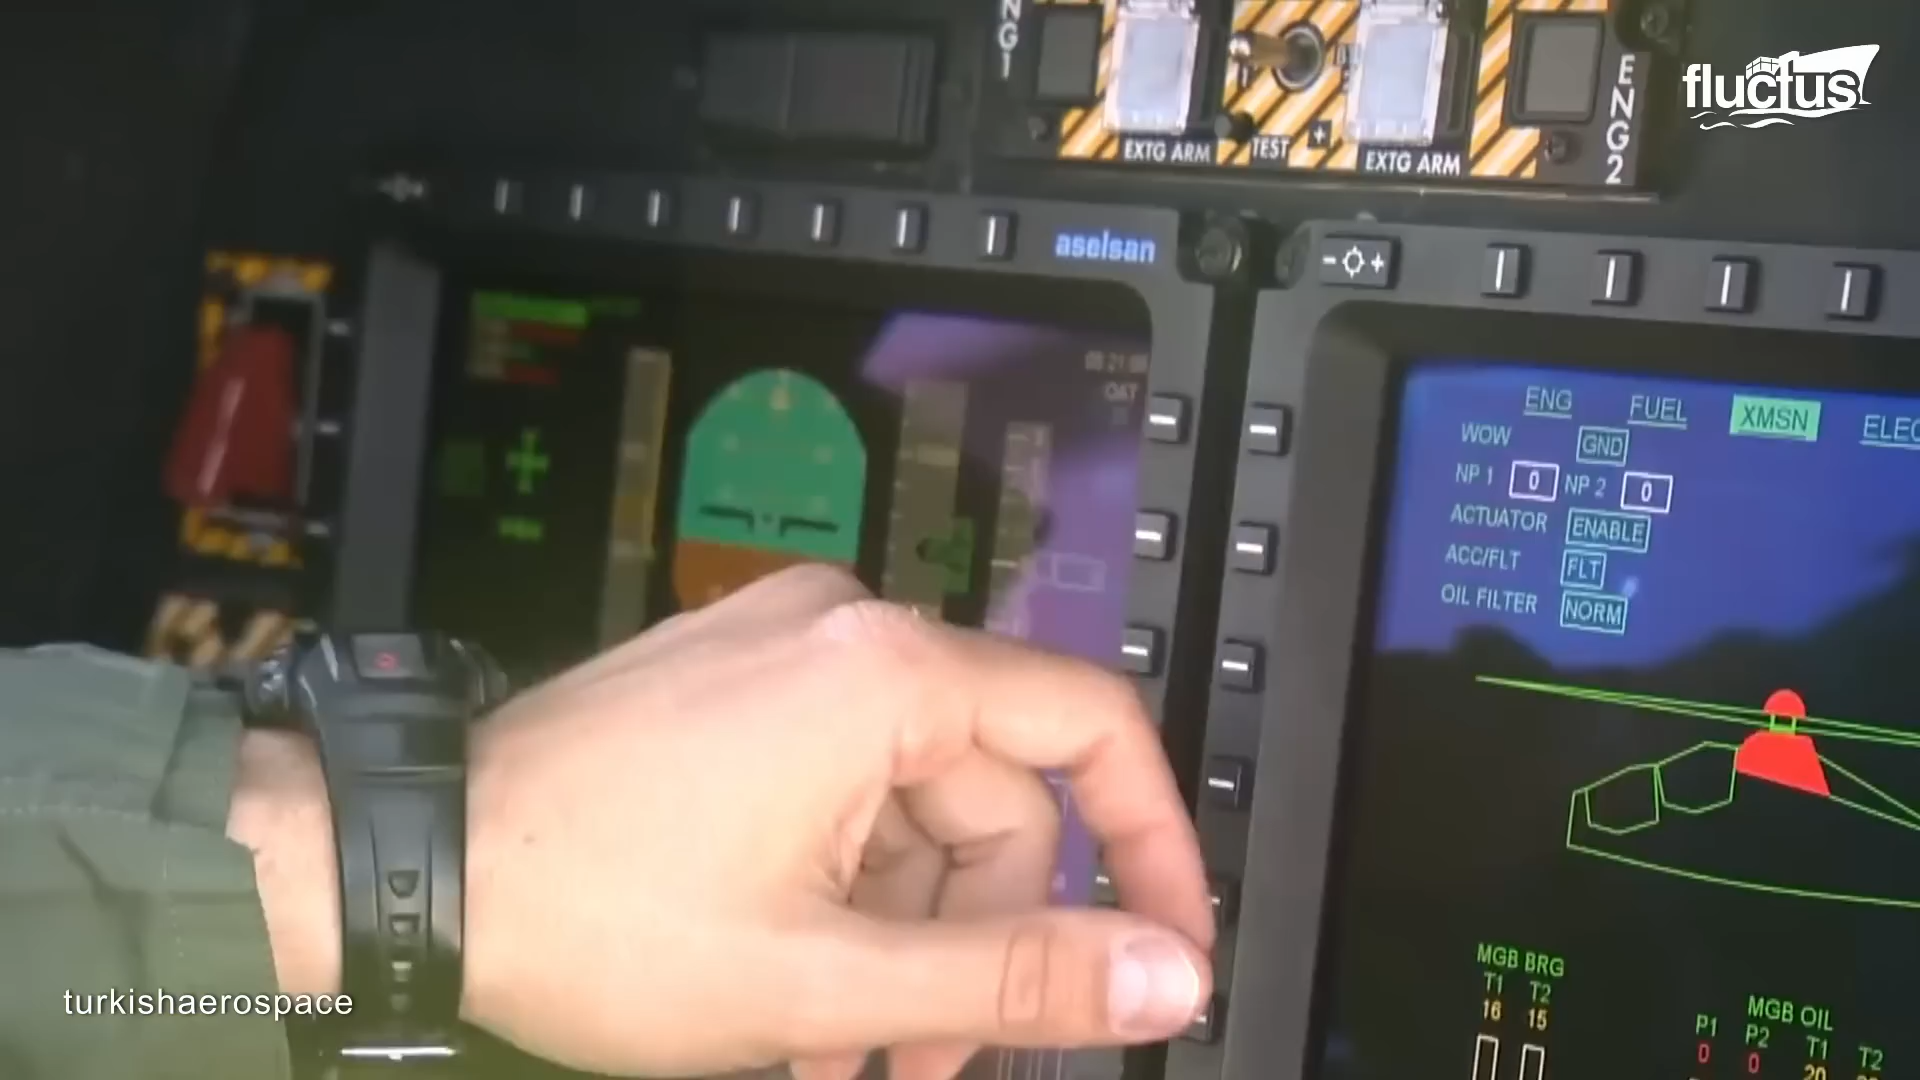 fluctus
ENG1
ENG2
EXTG ARM
TEST
EXTG ARM
aselsan
- +
OAT
ENG FUEL XMSN ELEC
WOW GND
NP 1 0 NP 2 0
ACTUATOR ENABLE
ACC/FLT FLT
OIL FILTER NORM
MGB BRG
T1 T2
16 15
MGB OIL
P1 P2 T1 T2
0 0 20
turkishaerospace